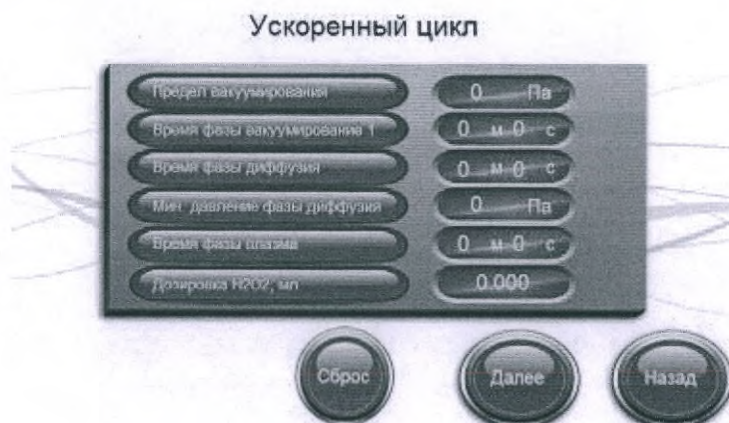 Ускоренный цикл
Предел вакуумирования 0 Па
Время фазы вакуумирование 1 0 м 0 с
Время фазы диффузия 0 м 0 с
Мин. давление фазы диффузия 0 Па
Время фазы плазма 0 м 0 с
Дозировка H2O2, мл 0.000
Сброс Далее Назад